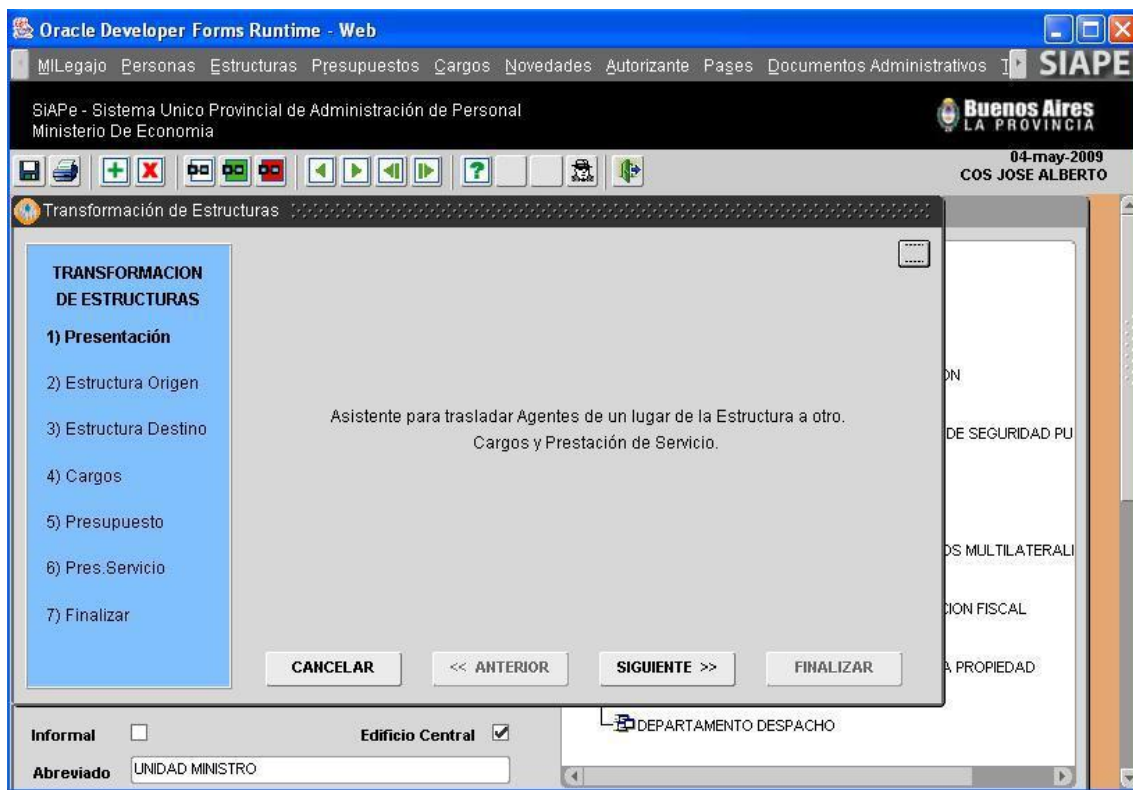 Oracle Developer Forms Runtime - Web
MILegajo Personas Estructuras Presupuestos Cargos Novedades Autorizante Pases Documentos Administrativos
SIAPE
SiAPe - Sistema Unico Provincial de Administración de Personal
Ministerio De Economia
Buenos Aires
LA PROVINCIA
04-may-2009
COS JOSE ALBERTO
Transformación de Estructuras
TRANSFORMACION
DE ESTRUCTURAS
1) Presentación
2) Estructura Origen
3) Estructura Destino
4) Cargos
5) Presupuesto
6) Pres.Servicio
7) Finalizar
Asistente para trasladar Agentes de un lugar de la Estructura a otro.
Cargos y Prestación de Servicio.
CANCELAR
<< ANTERIOR
SIGUIENTE >>
FINALIZAR
DE SEGURIDAD PU
MULTILATERALI
FISCAL
PROPIEDAD
DEPARTAMENTO DESPACHO
Informal
Edificio Central
Abreviado
UNIDAD MINISTRO